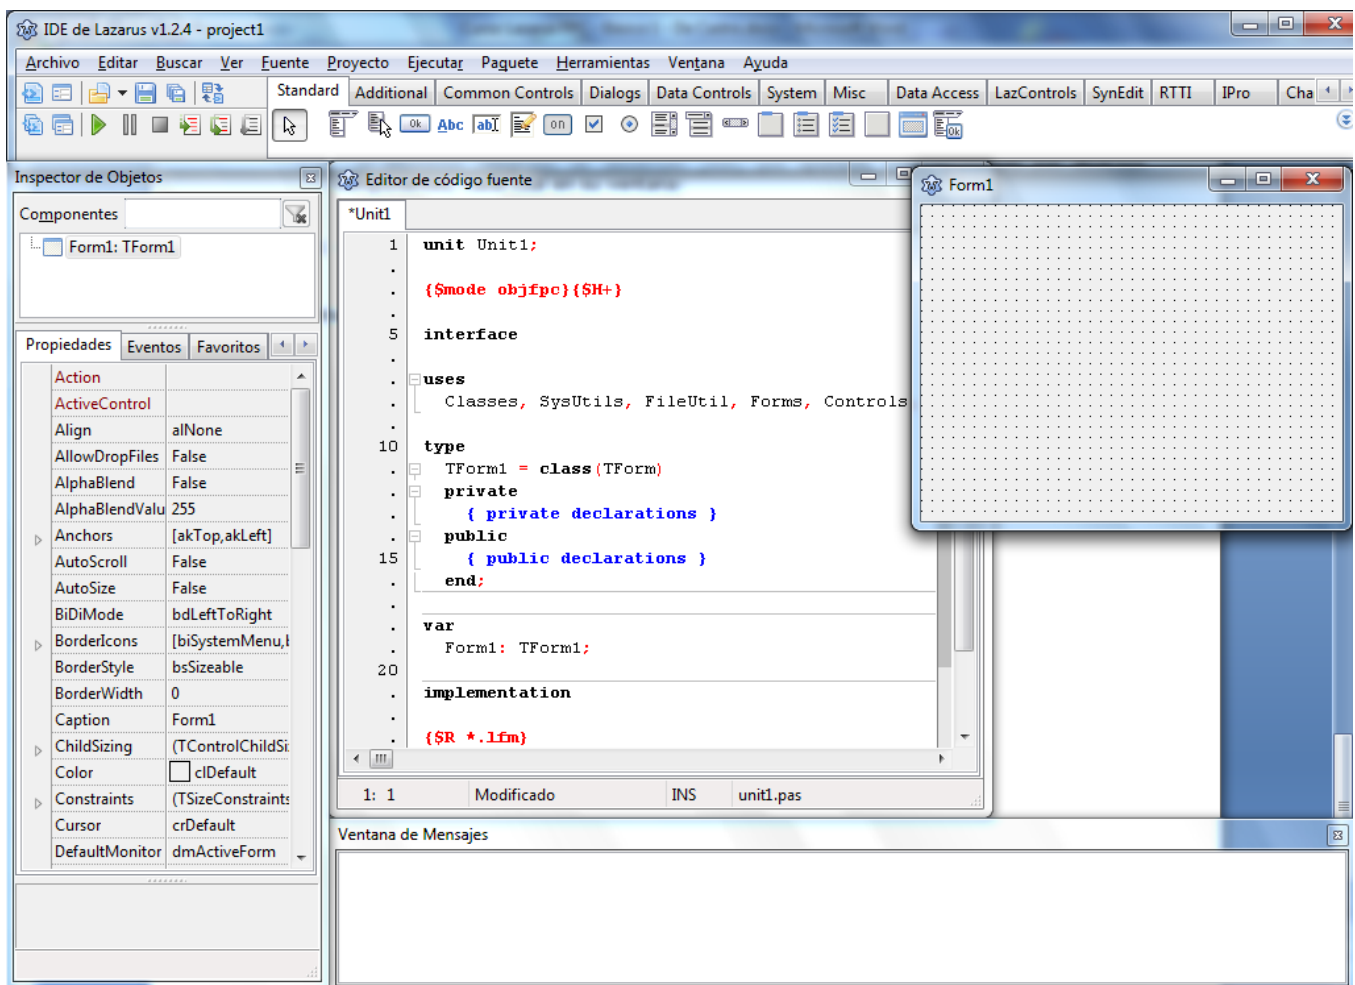 IDE de Lazarus v1.2.4 - project1
Archivo Editar Buscar Ver Fuente Proyecto Ejecutar Paquete Herramientas Ventana Ayuda
Standard Additional Common Controls Dialogs Data Controls System Misc Data Access LazControls SynEdit RTTI IPro Cha
Ok Abc abI on Ok
Inspector de Objetos
Componentes
Form1: TForm1
Propiedades Eventos Favoritos
Action
ActiveControl
Align alNone
AllowDropFiles False
AlphaBlend False
AlphaBlendValu 255
Anchors [akTop,akLeft]
AutoScroll False
AutoSize False
BiDiMode bdLeftToRight
BorderIcons [biSystemMenu,b
BorderStyle bsSizeable
BorderWidth 0
Caption Form1
ChildSizing (TControlChildSi:
Color clDefault
Constraints (TSizeConstraints
Cursor crDefault
DefaultMonitor dmActiveForm
Editor de código fuente
*Unit1
1 unit Unit1;
.
. {$mode objfpc}{$H+}
.
5 interface
.
. uses
. Classes, SysUtils, FileUtil, Forms, Controls
.
10 type
. TForm1 = class(TForm)
. private
. { private declarations }
. public
15 { public declarations }
. end;
.
. var
. Form1: TForm1;
20
. implementation
.
. {$R *.lfm}
1: 1 Modificado INS unit1.pas
Form1
Ventana de Mensajes